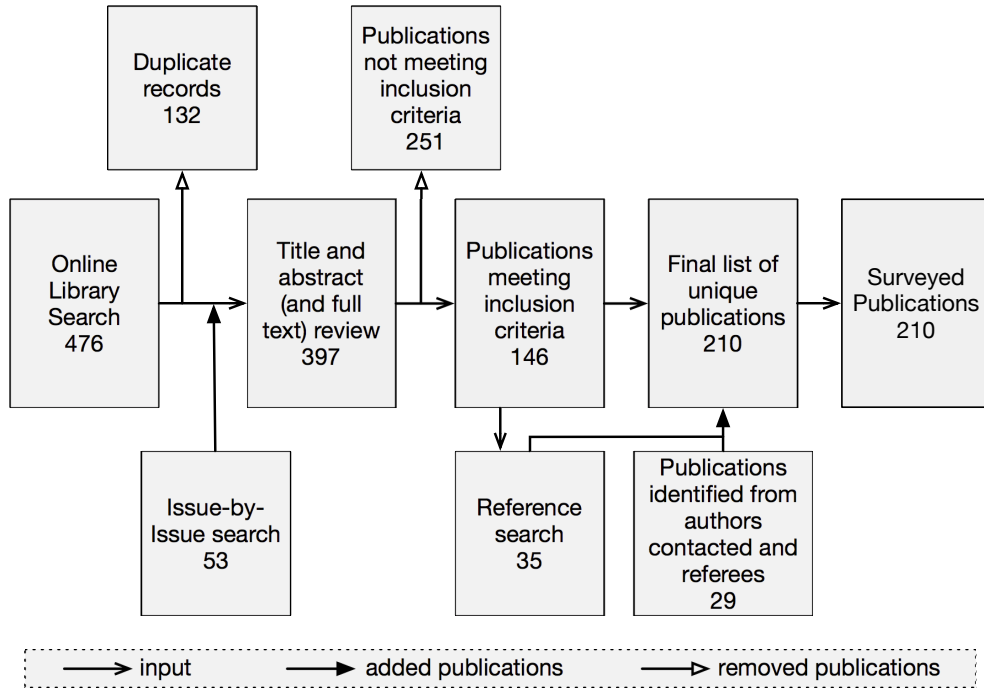 Duplicate
records
132
Publications
not meeting
inclusion
criteria
251
Online
Library
Search
476
Title and
abstract
(and full
text) review
397
Publications
meeting
inclusion
criteria
146
Final list of
unique
publications
210
Surveyed
Publications
210
Issue-by-
Issue search
53
Reference
search
35
Publications
identified from
authors
contacted and
referees
29
input
added publications
removed publications